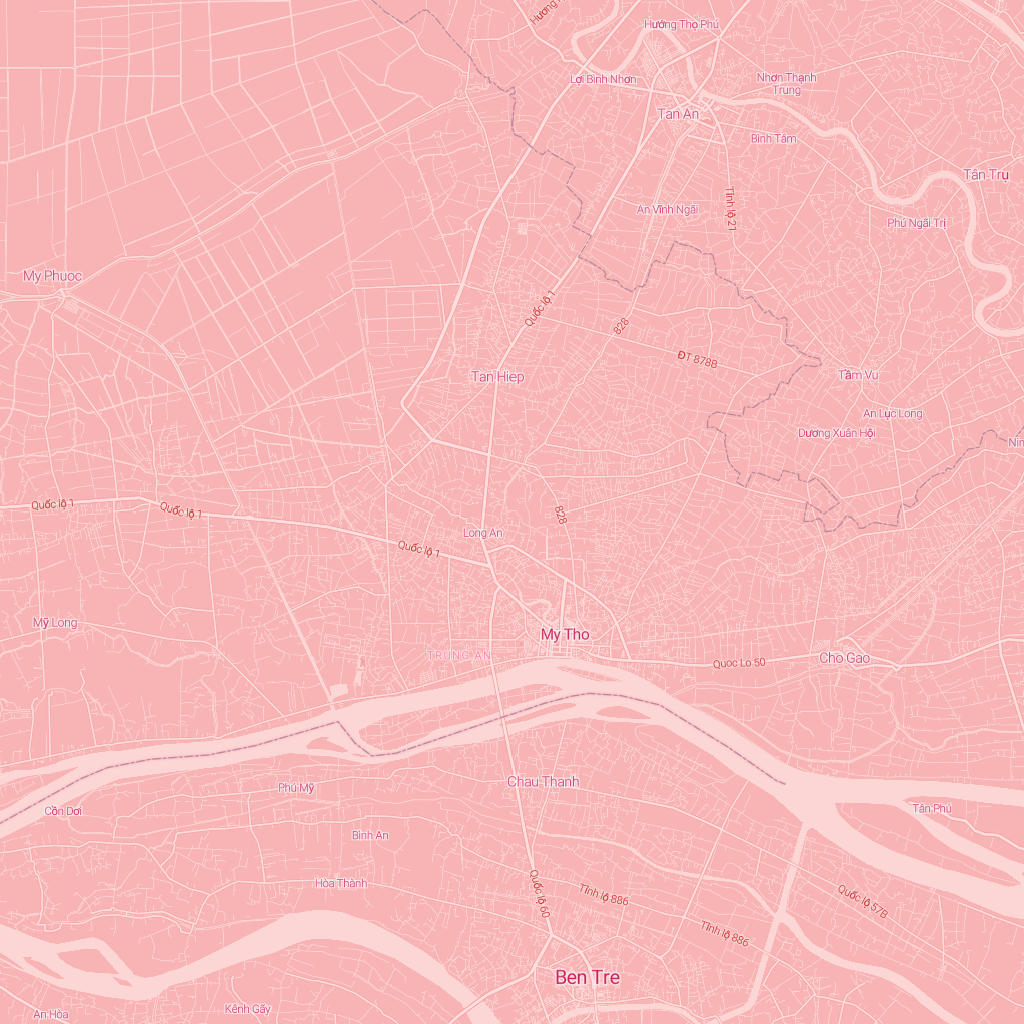 Hướng Thọ Phú
Lợi Bình Nhơn
Nhơn Thạnh
Trung
Tan An
Bình Tâm
Tân Trụ
Tỉnh lộ 21
An Vĩnh Ngãi
Phú Ngãi Trị
My Phuoc
Quốc lộ 1
828
ĐT 878B
Tan Hiep
Tầm Vu
An Lục Long
Dương Xuân Hội
Quốc lộ 1
Quốc lộ 1
828
Long An
Quốc lộ 1
Mỹ Long
My Tho
TRUNG AN
Quoc Lo 50
Cho Gao
Chau Thanh
Phú Mỹ
Cồn Dơi
Tân Phú
Bình An
Hòa Thành
Quốc lộ 60
Tỉnh lộ 886
Quốc lộ 57B
Tỉnh lộ 886
Ben Tre
Kênh Gẫy
An Hòa